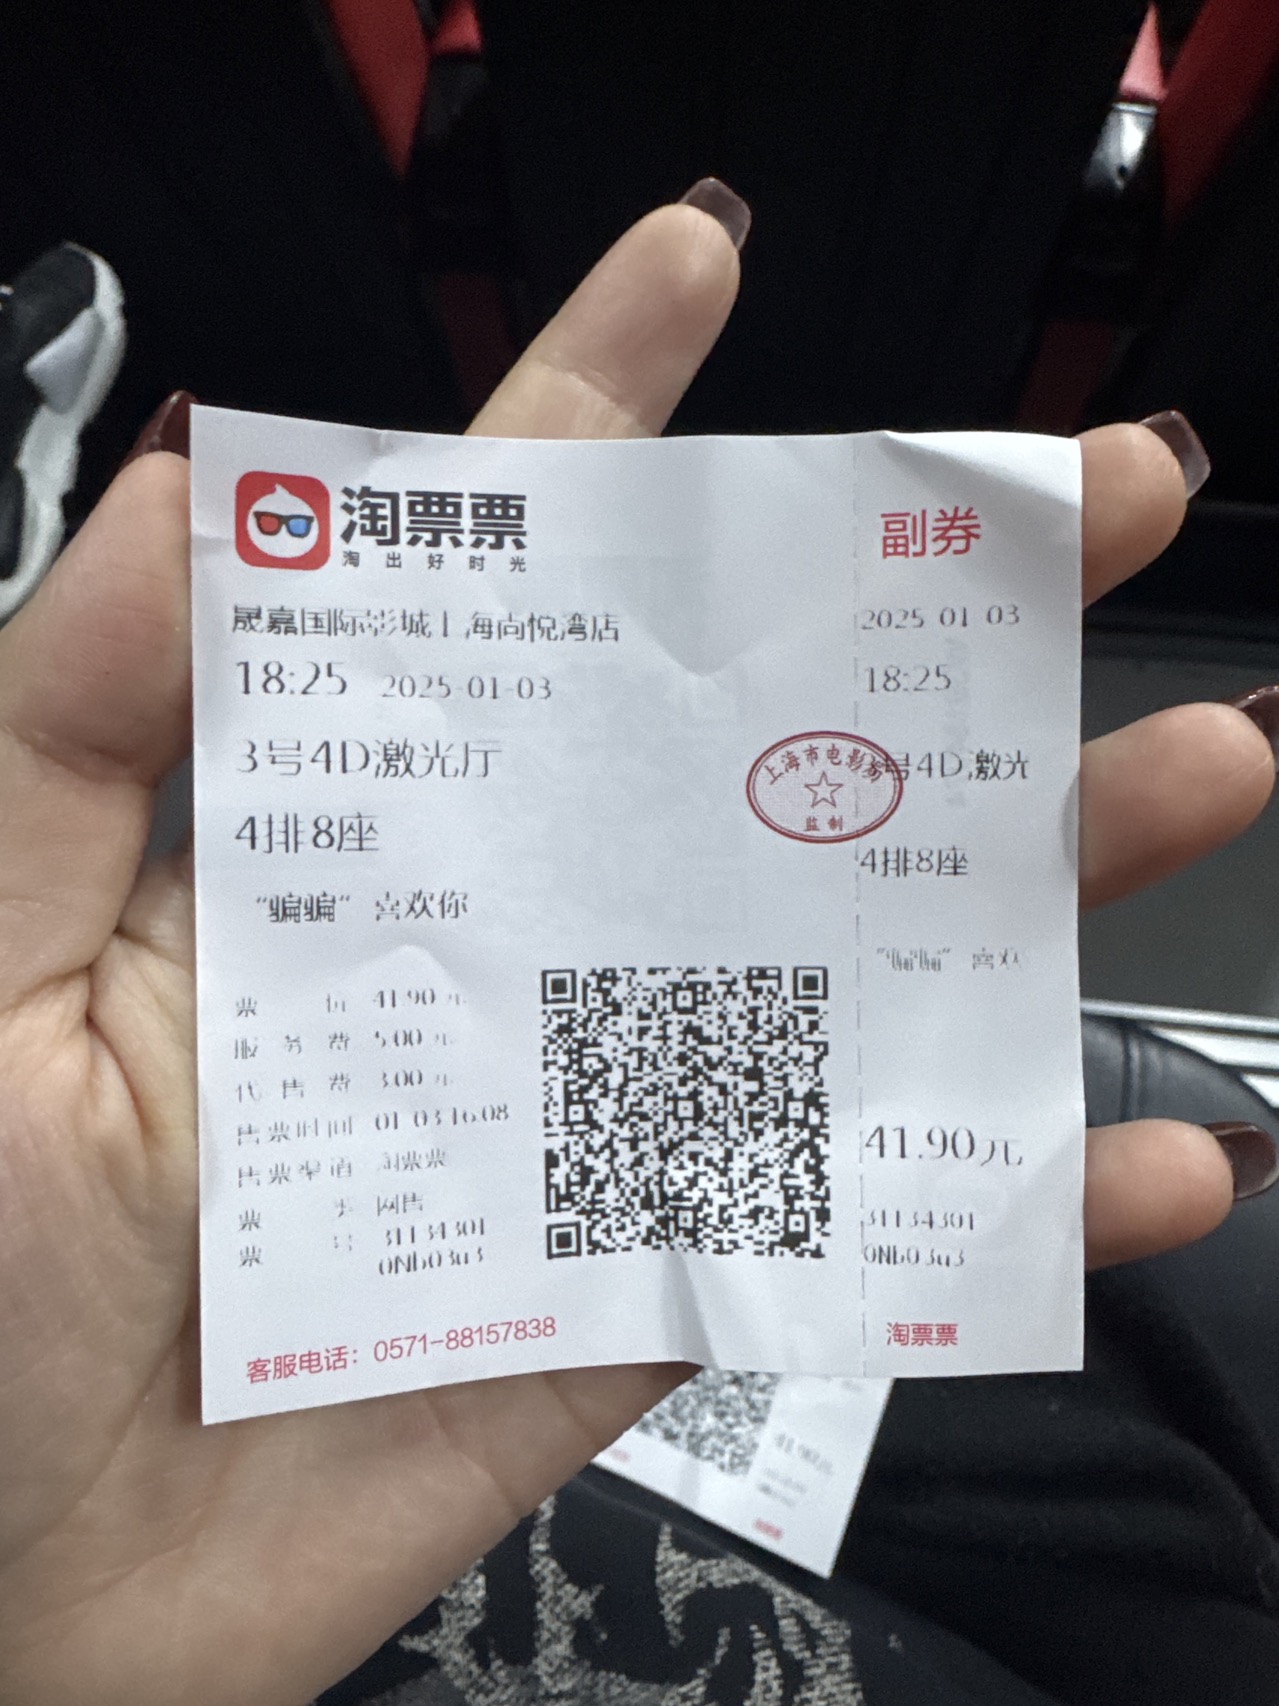 淘票票
淘出好时光
晟嘉国际影城上海尚悦湾店
18:25 2025-01-03
3号4D激光厅
4排8座
“骗骗” 喜欢你
票价 41.90元
服务费 5.00元
代售费 3.00元
售票时间 01-03 16:08
售票渠道 淘票票
票类 网售
票号 31134301
客服电话：0571-88157838
副券
2025-01-03
18:25
号4D激光
4排8座
“骗骗” 喜欢
41.90元
31134301
淘票票
上海市电影局
监制